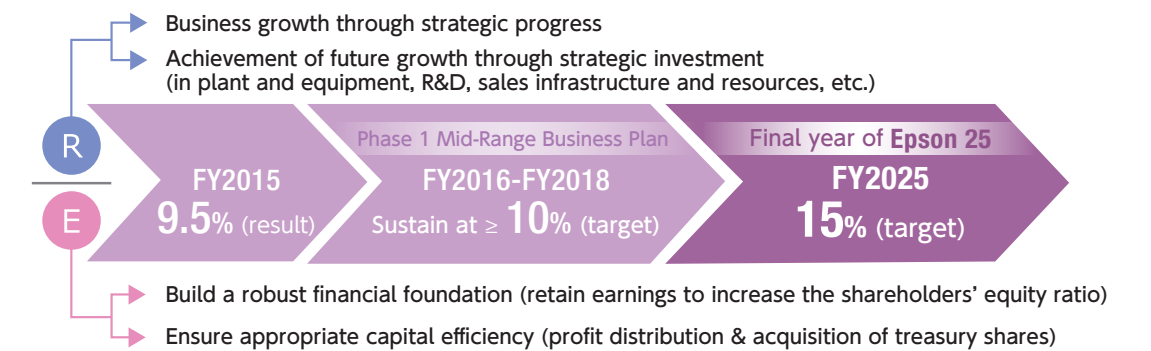 Business growth through strategic progress
Achievement of future growth through strategic investment
(in plant and equipment, R&D, sales infrastructure and resources, etc.)
R
E
FY2015
9.5% (result)
Phase 1 Mid-Range Business Plan
FY2016-FY2018
Sustain at ≥ 10% (target)
Final year of Epson 25
FY2025
15% (target)
Build a robust financial foundation (retain earnings to increase the shareholders’ equity ratio)
Ensure appropriate capital efficiency (profit distribution & acquisition of treasury shares)